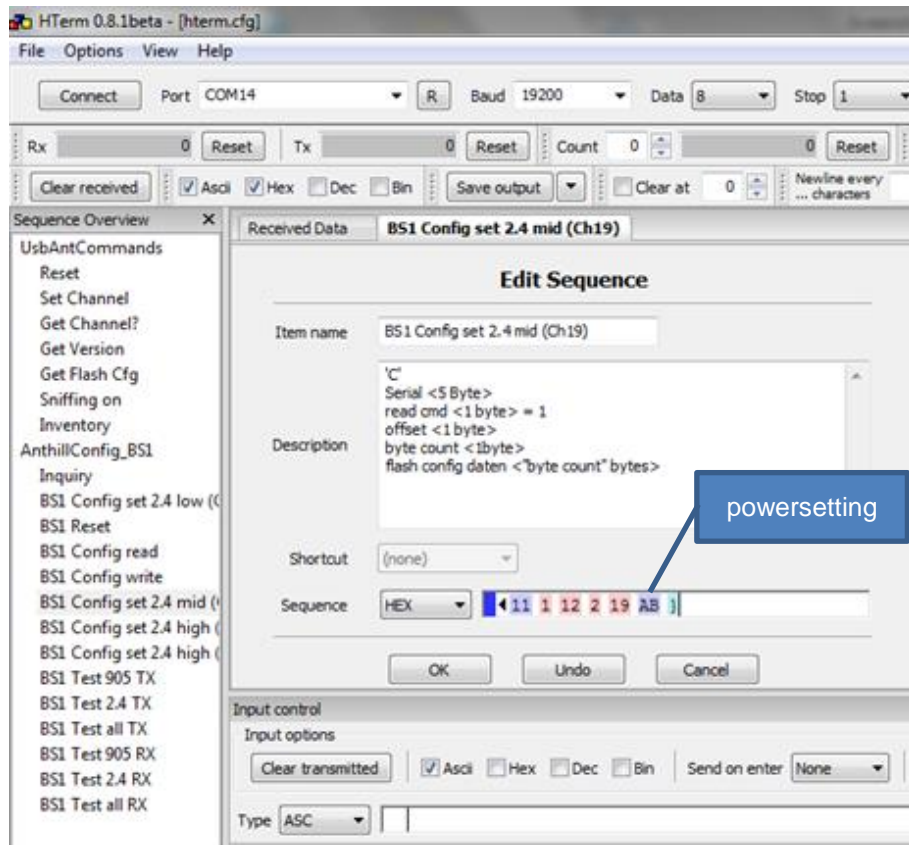 HTerm 0.8.1beta - [hterm.cfg]
File Options View Help
Connect Port COM14 R Baud 19200 Data 8 Stop 1
Rx 0 Reset Tx 0 Reset Count 0 0 Reset
Clear received Ascii Hex Dec Bin Save output Clear at 0 Newline every
... characters
Sequence Overview X
Received Data BS1 Config set 2.4 mid (Ch19)
UsbAntCommands
Reset
Set Channel
Get Channel?
Get Version
Get Flash Cfg
Sniffing on
Inventory
AnthillConfig_BS1
Inquiry
BS1 Config set 2.4 low (
BS1 Reset
BS1 Config read
BS1 Config write
BS1 Config set 2.4 mid (
BS1 Config set 2.4 high (
BS1 Config set 2.4 high (
BS1 Test 905 TX
BS1 Test 2.4 TX
BS1 Test all TX
BS1 Test 905 RX
BS1 Test 2.4 RX
BS1 Test all RX
Edit Sequence
Item name BS1 Config set 2.4 mid (Ch19)
Description
'C'
Serial <5 Byte>
read cmd <1 byte> = 1
offset <1 byte>
byte count <1byte>
flash config daten <"byte count" bytes>
powersetting
Shortcut (none)
Sequence HEX 11 1 12 2 19 AB }
OK Undo Cancel
Input control
Input options
Clear transmitted Ascii Hex Dec Bin Send on enter None
Type ASC